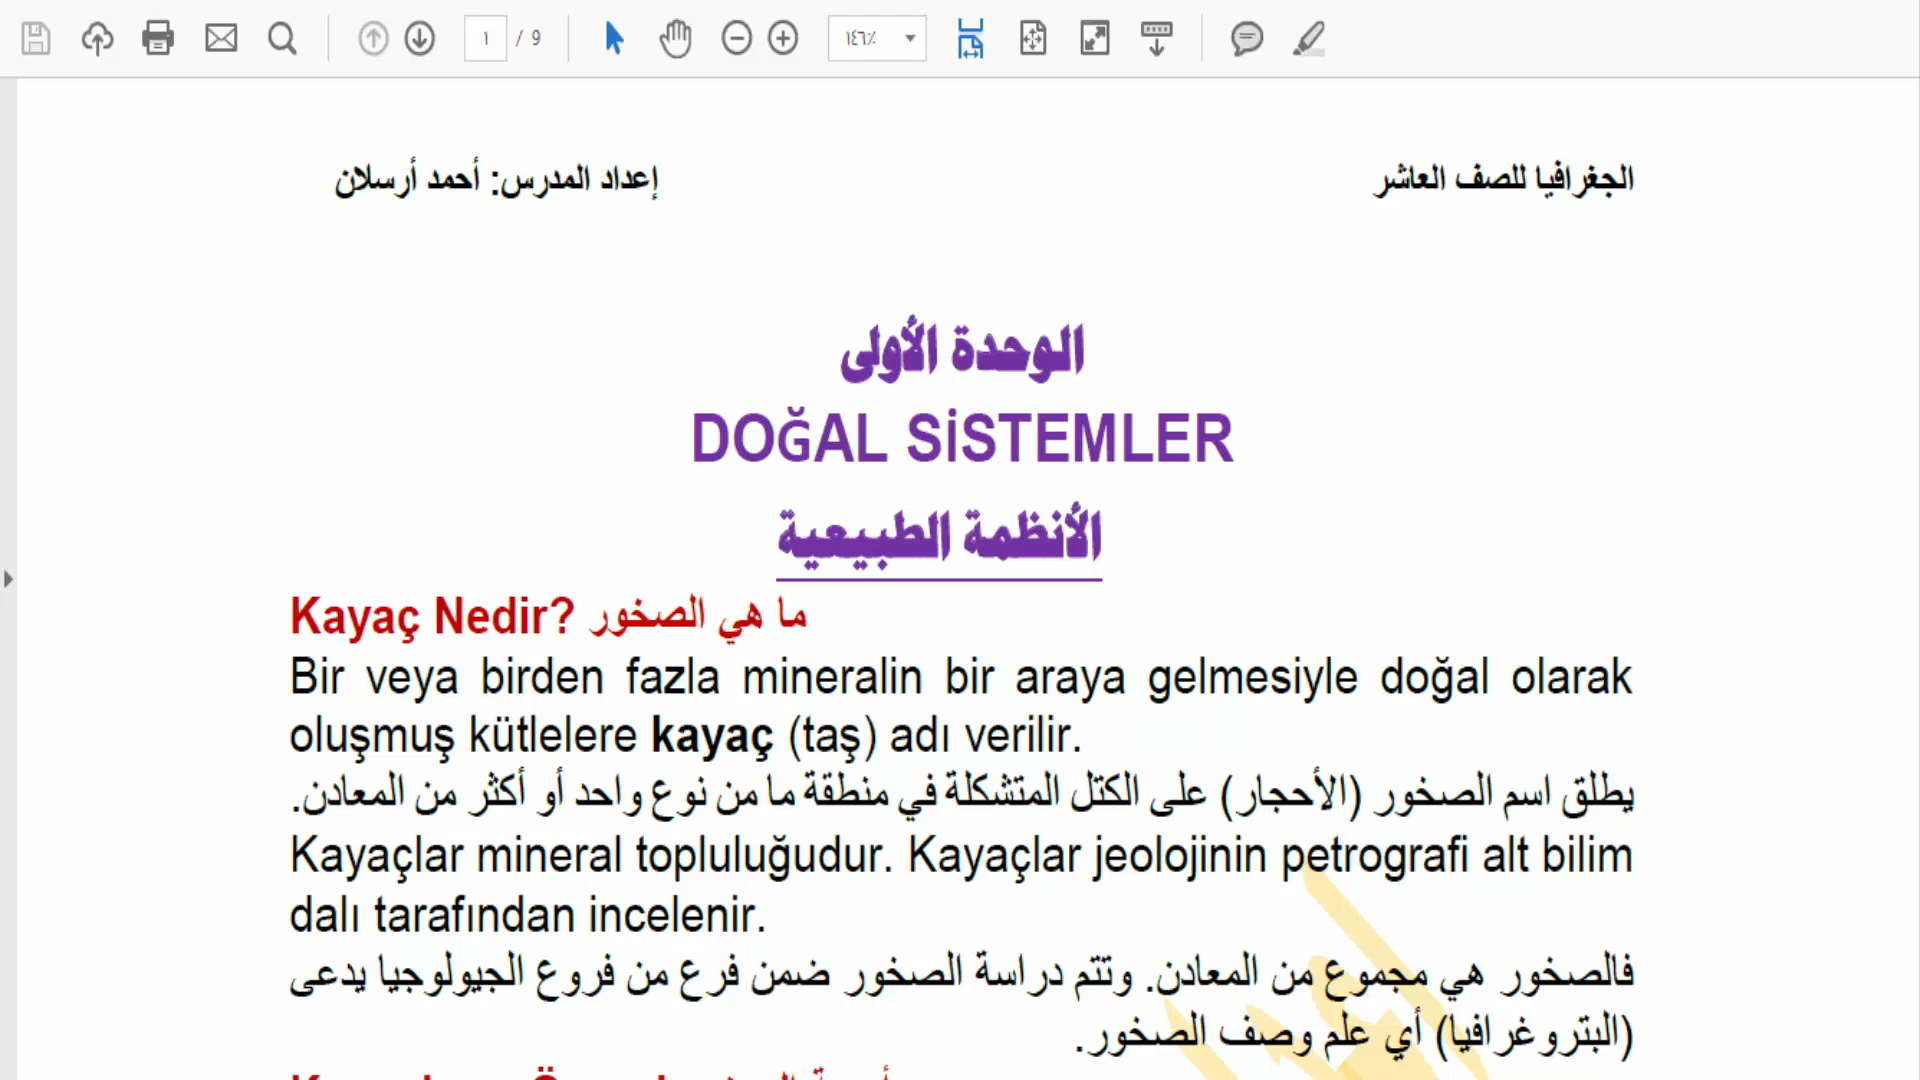 ١ / 9 ١٤٦٪
الجغرافيا للصف العاشر إعداد المدرس: أحمد أرسلان
الوحدة الأولى
DOĞAL SİSTEMLER
الأنظمة الطبيعية
Kayaç Nedir? ما هي الصخور
Bir veya birden fazla mineralin bir araya gelmesiyle doğal olarak
oluşmuş kütlelere kayaç (taş) adı verilir.
يطلق اسم الصخور (الأحجار) على الكتل المتشكلة في منطقة ما من نوع واحد أو أكثر من المعادن.
Kayaçlar mineral topluluğudur. Kayaçlar jeolojinin petrografi alt bilim
dalı tarafından incelenir.
فالصخور هي مجموع من المعادن. وتتم دراسة الصخور ضمن فرع من فروع الجيولوجيا يدعى
(البتروغرافيا) أي علم وصف الصخور.